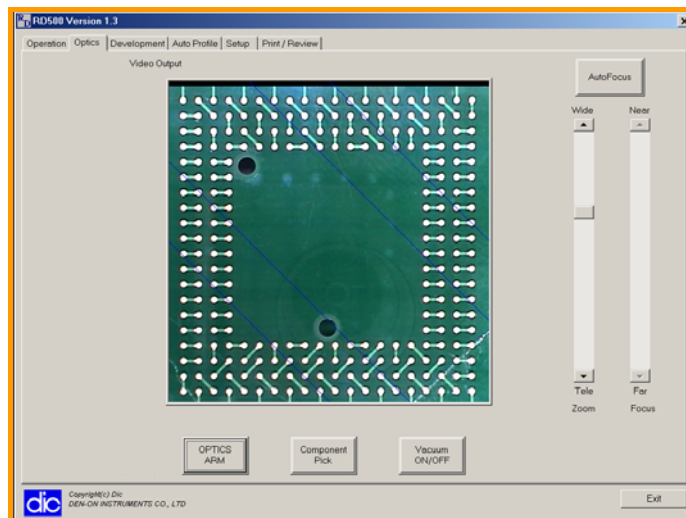 RD500 Version 1.3
Operation Optics Development Auto Profile Setup Print / Review
Video Output
AutoFocus
Wide Near
Tele Far
Zoom Focus
OPTICS ARM
Component Pick
Vacuum ON/OFF
dic
Copyright(c) Dic
DEN-ON INSTRUMENTS CO., LTD
Exit